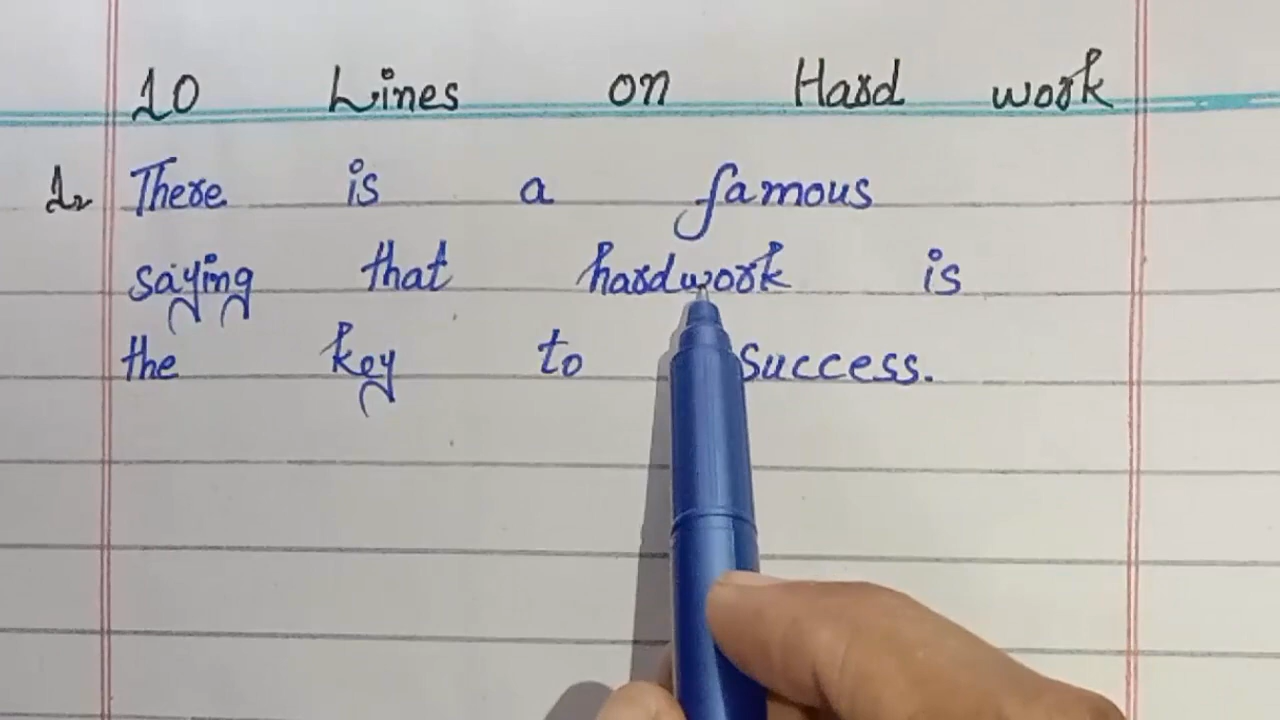 10 Lines on Hard work
1. There is a famous
saying that hardwork is
the key to success.